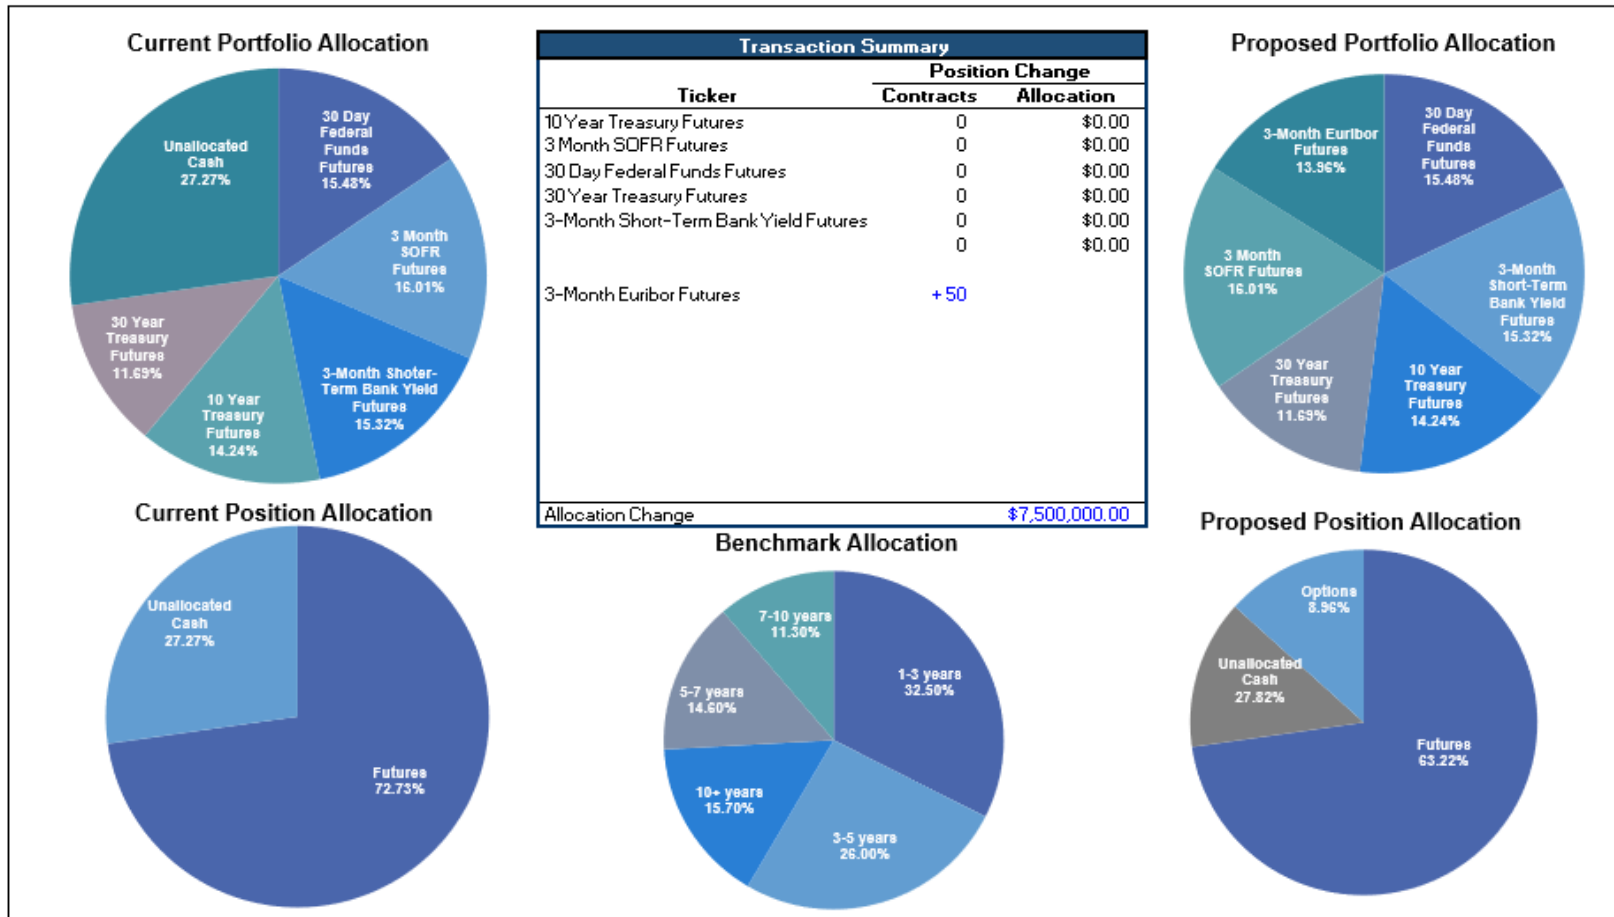 Current Portfolio Allocation
30 Day
Federal
Funds
Futures
15.48%
3 Month
SOFR
Futures
16.01%
3-Month Shoter-
Term Bank Yield
Futures
15.32%
10 Year
Treasury
Futures
14.24%
30 Year
Treasury
Futures
11.69%
Unallocated
Cash
27.27%
Transaction Summary
Position Change
Ticker Contracts Allocation
10 Year Treasury Futures 0 $0.00
3 Month SOFR Futures 0 $0.00
30 Day Federal Funds Futures 0 $0.00
30 Year Treasury Futures 0 $0.00
3-Month Short-Term Bank Yield Futures 0 $0.00
0 $0.00
3-Month Euribor Futures +50
Allocation Change $7,500,000.00
Proposed Portfolio Allocation
30 Day
Federal
Funds
Futures
15.48%
3-Month
Short-Term
Bank Yield
Futures
15.32%
10 Year
Treasury
Futures
14.24%
30 Year
Treasury
Futures
11.69%
3 Month
SOFR Futures
16.01%
3-Month Euribor
Futures
13.96%
Current Position Allocation
Unallocated
Cash
27.27%
Futures
72.73%
Benchmark Allocation
1-3 years
32.50%
3-5 years
26.00%
10+ years
15.70%
5-7 years
14.60%
7-10 years
11.30%
Proposed Position Allocation
Options
8.96%
Unallocated
Cash
27.82%
Futures
63.22%